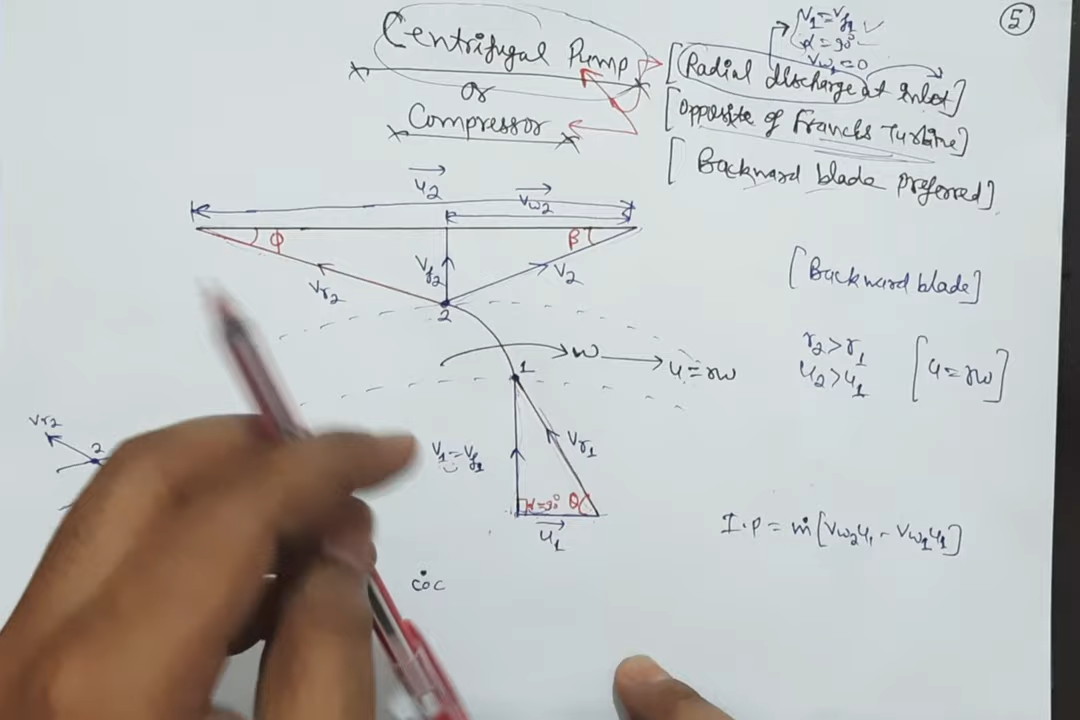 5
Centrifugal Pump
or
Compressor
V1 = Vf1 ✓
α = 90°
Vw1 = 0
[Radial discharge at Inlet]
[Opposite of Francis Turbine]
[Backward blade preferred]
u2
Vw2
φ
β
Vf2
V2
Vr2
2
[Backward blade]
1
ω
u = rω
r2 > r1
u2 > u1
[u = rω]
Vr2
2
V1 = Vf1
Vr1
α = 90° θ
u1
I.P = ṁ[Vw2u1 - Vw1u1]